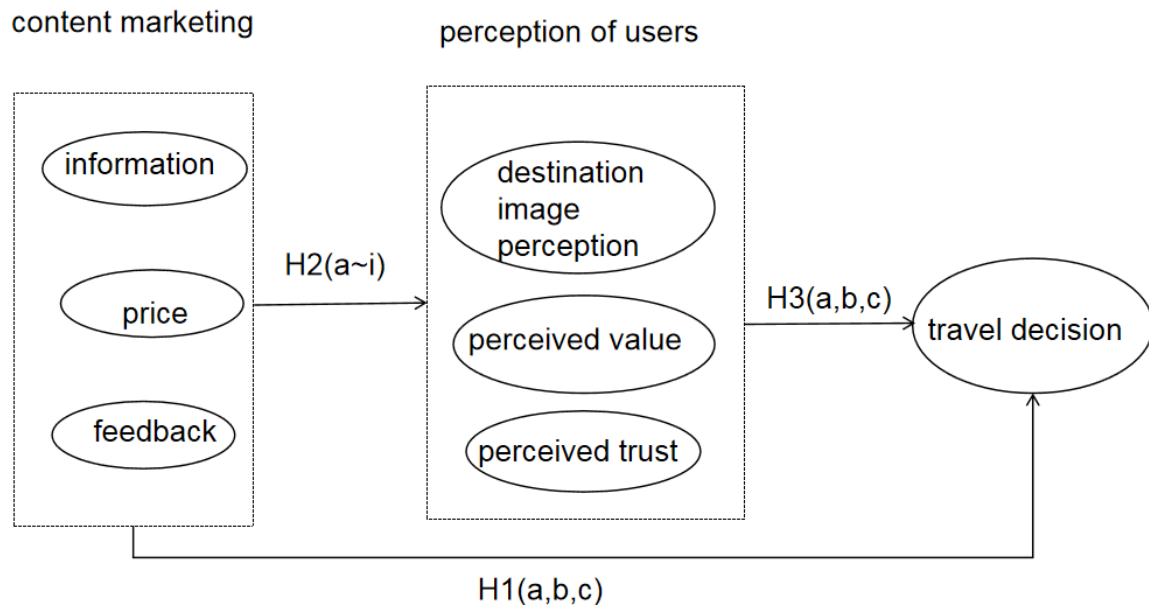 content marketing
perception of users
information
price
feedback
H2(a~i)
destination
image
perception
perceived value
perceived trust
H3(a,b,c)
travel decision
H1(a,b,c)